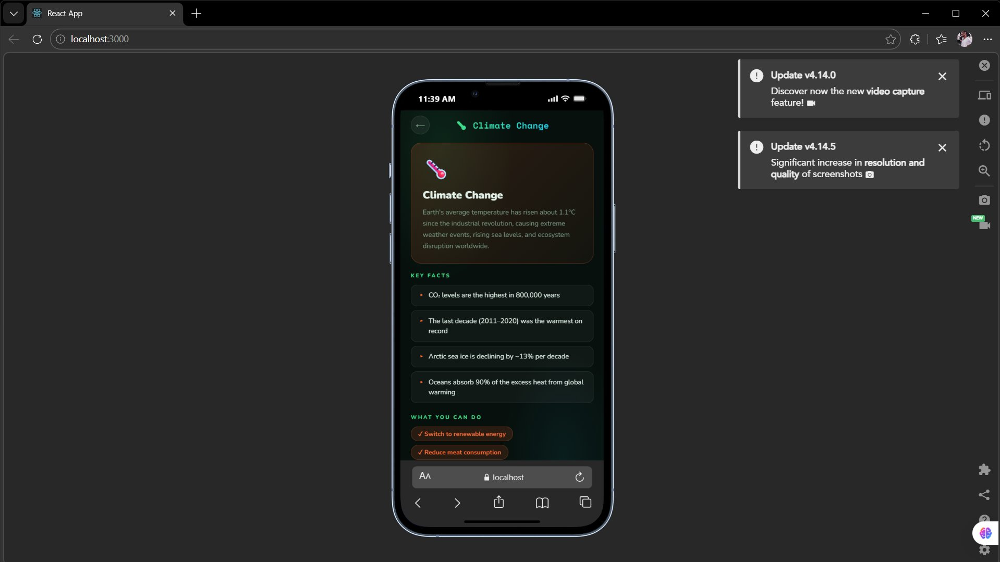 React App
localhost:3000
Update v4.14.0
Discover now the new video capture
feature!
Update v4.14.5
Significant increase in resolution and
quality of screenshots
NEW
11:39 AM
Climate Change
Climate Change
Earth's average temperature has risen about 1.1°C
since the industrial revolution, causing extreme
weather events, rising sea levels, and ecosystem
disruption worldwide.
KEY FACTS
▸ CO₂ levels are the highest in 800,000 years
▸ The last decade (2011–2020) was the warmest on
record
▸ Arctic sea ice is declining by ~13% per decade
▸ Oceans absorb 90% of the excess heat from global
warming
WHAT YOU CAN DO
✓ Switch to renewable energy
✓ Reduce meat consumption
AA
localhost